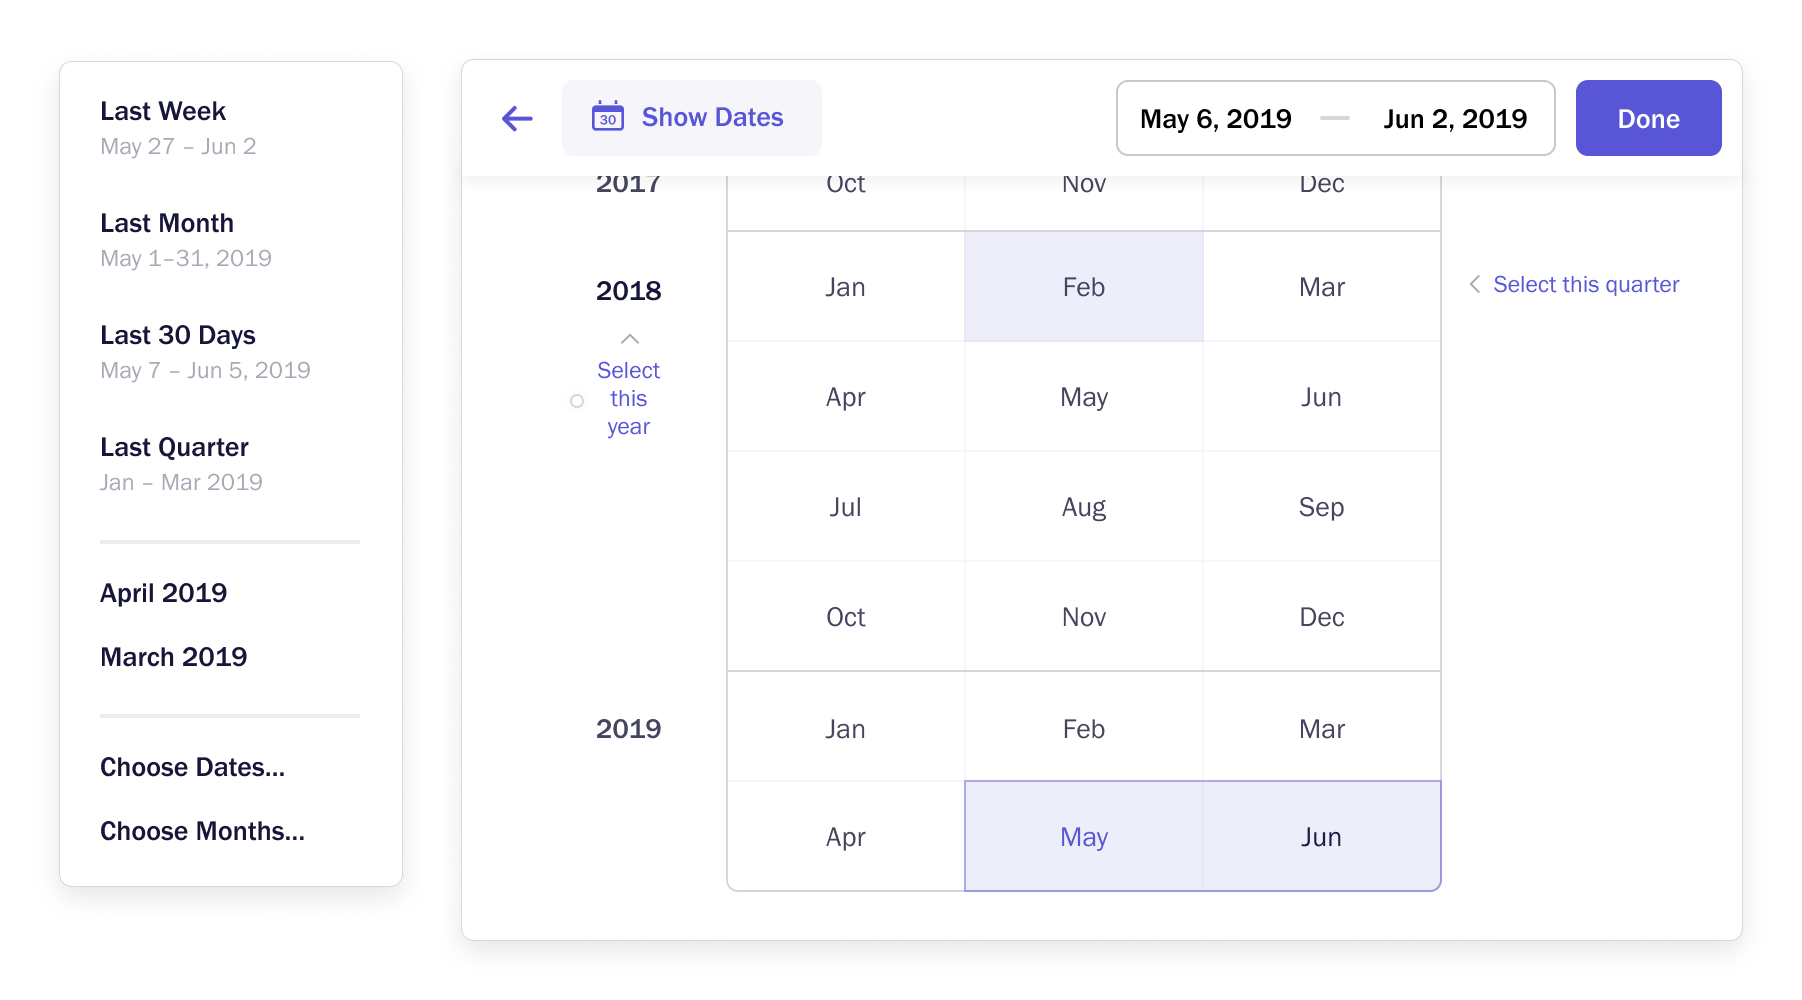 Last Week
May 27 – Jun 2
Last Month
May 1–31, 2019
Last 30 Days
May 7 – Jun 5, 2019
Last Quarter
Jan – Mar 2019
April 2019
March 2019
Choose Dates...
Choose Months...
30 Show Dates
May 6, 2019 — Jun 2, 2019
Done
2017 Oct Nov Dec
2018 Jan Feb Mar
Select this quarter
Select
this
year
Apr May Jun
Jul Aug Sep
Oct Nov Dec
2019 Jan Feb Mar
Apr May Jun